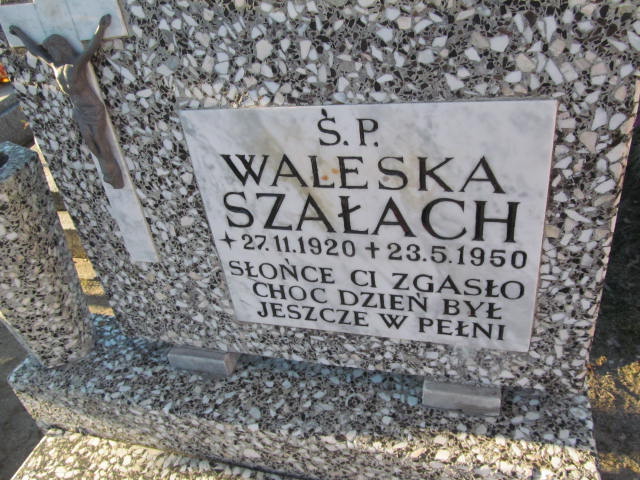 Ś.P.
WALESKA
SZAŁACH
+ 27.11.1920 + 23.5.1950
SŁOŃCE CI ZGASŁO
CHOC DZIEŃ BYŁ
JESZCZE W PEŁNI